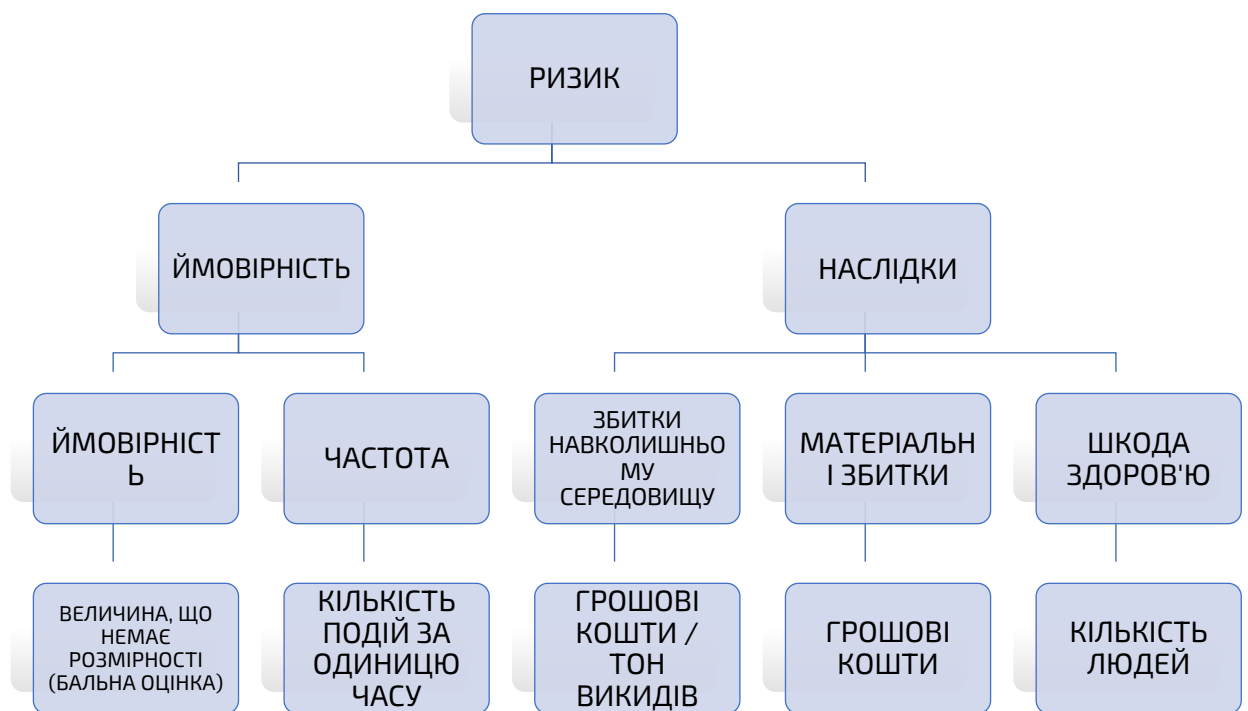 РИЗИК
ЙМОВІРНІСТЬ
НАСЛІДКИ
ЙМОВІРНІСТ
Ь
ЧАСТОТА
ЗБИТКИ
НАВКОЛИШНЬО
МУ
СЕРЕДОВИЩУ
МАТЕРІАЛЬН
І ЗБИТКИ
ШКОДА
ЗДОРОВ'Ю
ВЕЛИЧИНА, ЩО
НЕМАЄ
РОЗМІРНОСТІ
(БАЛЬНА ОЦІНКА)
КІЛЬКІСТЬ
ПОДІЙ ЗА
ОДИНИЦЮ
ЧАСУ
ГРОШОВІ
КОШТИ /
ТОН
ВИКИДІВ
ГРОШОВІ
КОШТИ
КІЛЬКІСТЬ
ЛЮДЕЙ